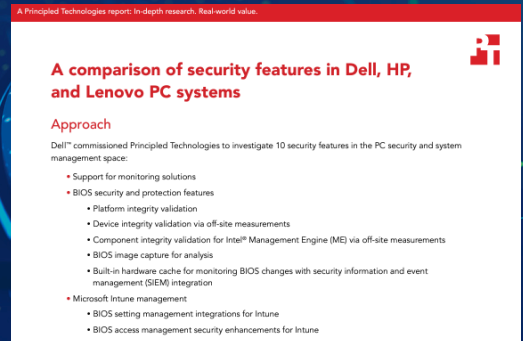 A Principled Technologies report: In-depth research. Real-world value.
PT
A comparison of security features in Dell, HP,
and Lenovo PC systems
Approach
Dell™ commissioned Principled Technologies to investigate 10 security features in the PC security and system
management space:
• Support for monitoring solutions
• BIOS security and protection features
• Platform integrity validation
• Device integrity validation via off-site measurements
• Component integrity validation for Intel® Management Engine (ME) via off-site measurements
• BIOS image capture for analysis
• Built-in hardware cache for monitoring BIOS changes with security information and event
management (SIEM) integration
• Microsoft Intune management
• BIOS setting management integrations for Intune
• BIOS access management security enhancements for Intune